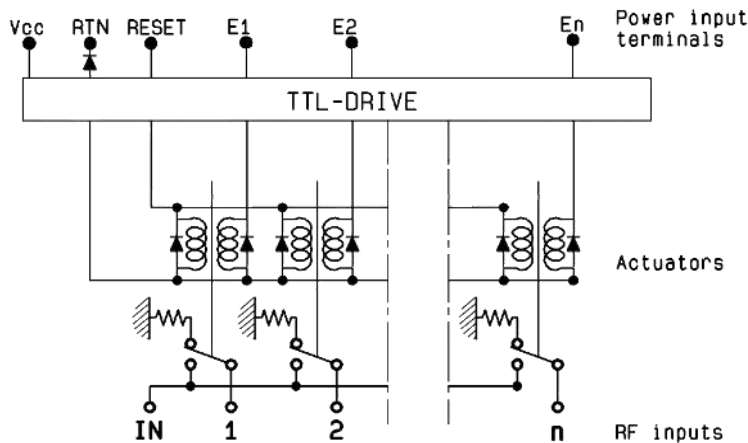 Vcc RTN RESET E1 E2 En Power input
terminals
TTL-DRIVE
Actuators
IN 1 2 n RF inputs